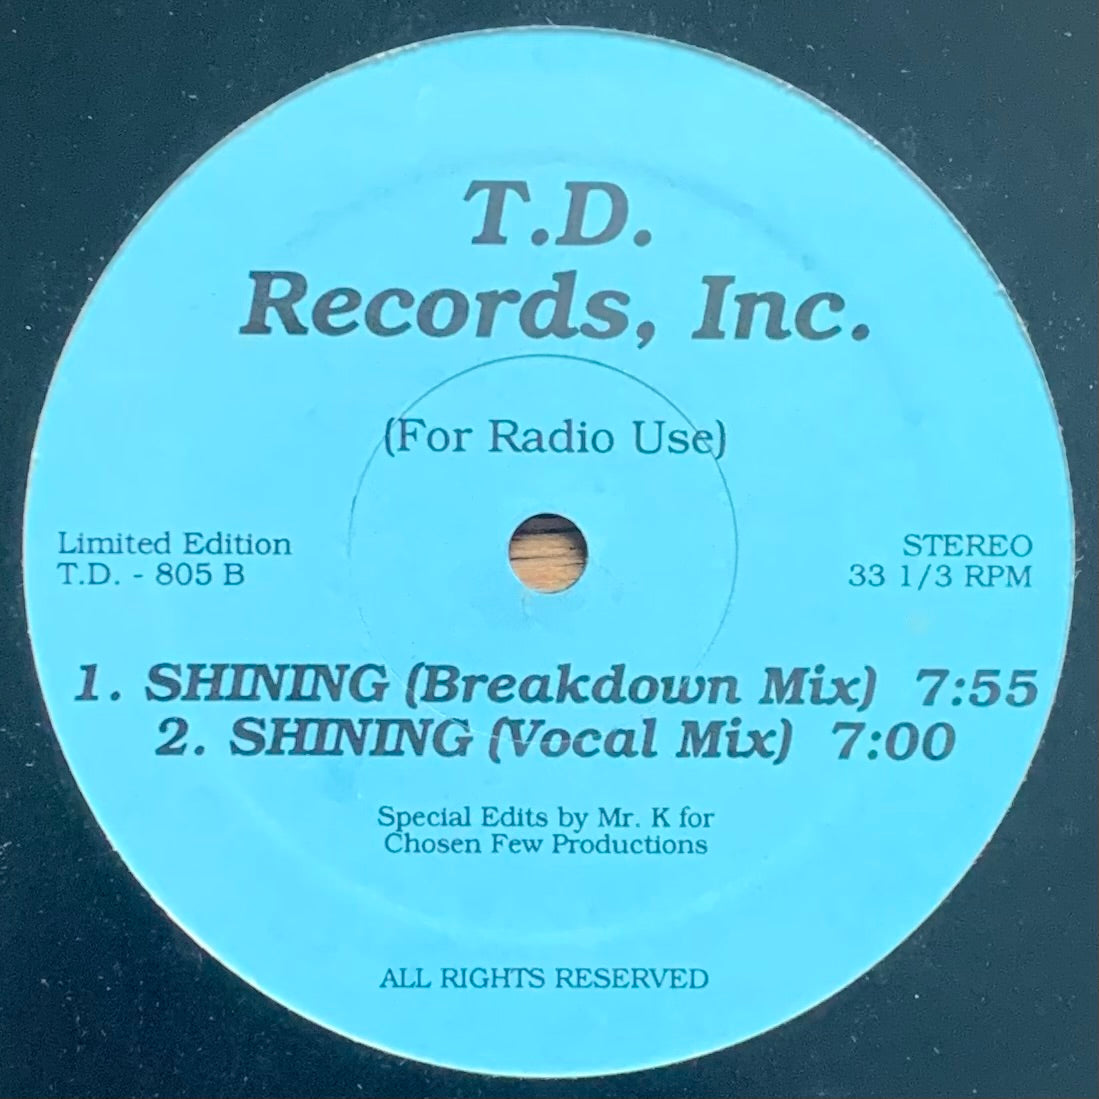 T.D.
Records, Inc.
(For Radio Use)
Limited Edition
T.D. - 805 B
STEREO
33 1/3 RPM
1. SHINING (Breakdown Mix) 7:55
2. SHINING (Vocal Mix) 7:00
Special Edits by Mr. K for
Chosen Few Productions
ALL RIGHTS RESERVED